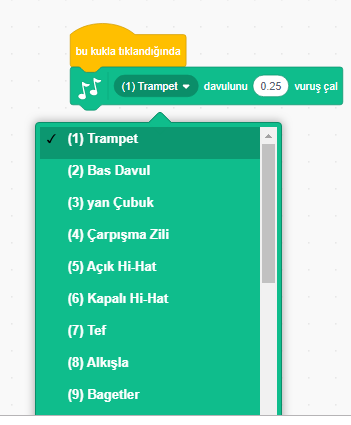 bu kukla tıklandığında
(1) Trampet davulunu 0.25 vuruş çal
(1) Trampet
(2) Bas Davul
(3) yan Çubuk
(4) Çarpışma Zili
(5) Açık Hi-Hat
(6) Kapalı Hi-Hat
(7) Tef
(8) Alkışla
(9) Bagetler